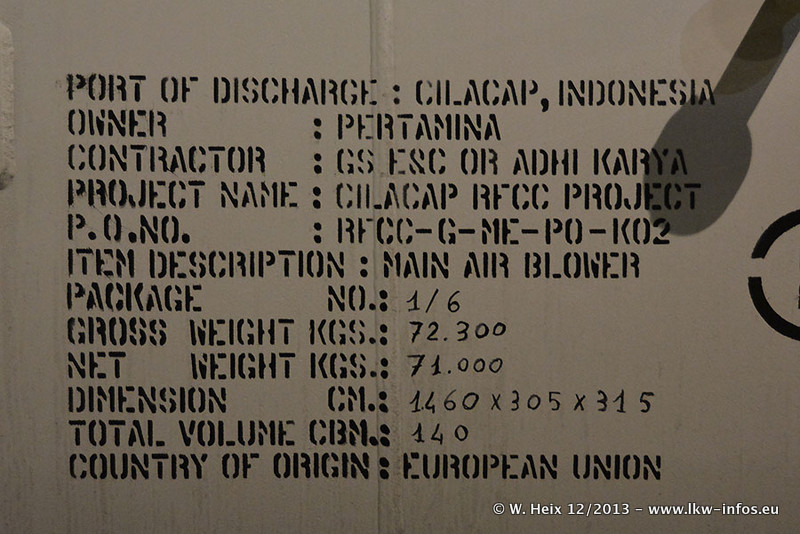 PORT OF DISCHARGE : CILACAP, INDONESIA
OWNER : PERTAMINA
CONTRACTOR : GS E&C OR ADHI KARYA
PROJECT NAME : CILACAP RFCC PROJECT
P.O.NO. : RFCC-G-ME-PO-K02
ITEM DESCRIPTION : MAIN AIR BLOWER
PACKAGE NO.: 1/6
GROSS WEIGHT KGS.: 72.300
NET WEIGHT KGS.: 71.000
DIMENSION CM.: 1460 x 305 x 315
TOTAL VOLUME CBM.: 140
COUNTRY OF ORIGIN : EUROPEAN UNION
© W. Heix 12/2013 – www.lkw-infos.eu